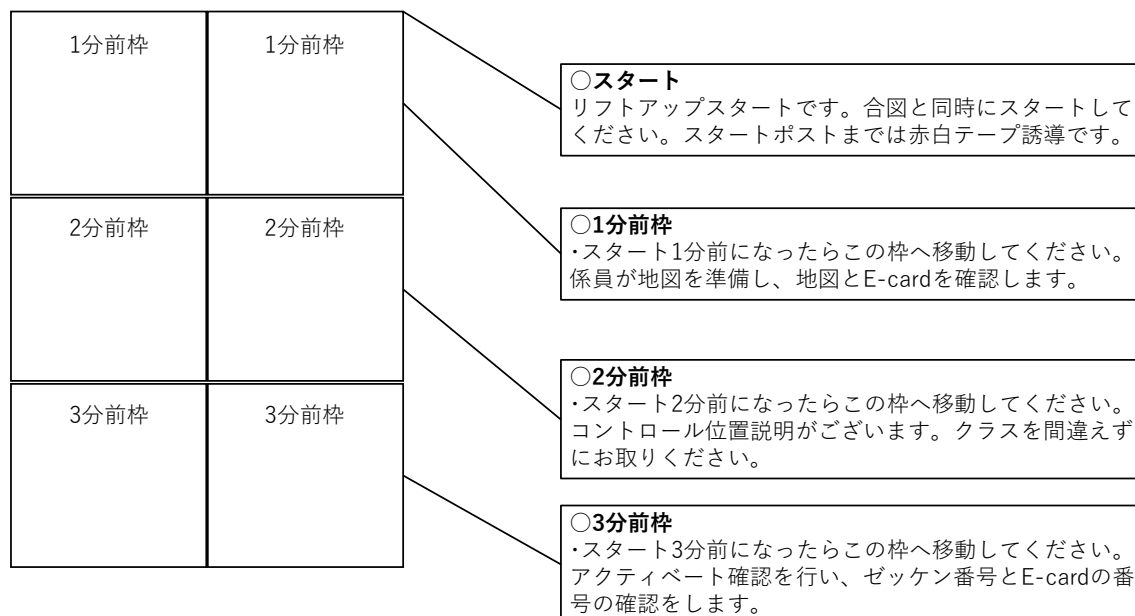 1分前枠
1分前枠
○スタート
リフトアップスタートです。合図と同時にスタートして
ください。スタートポストまでは赤白テープ誘導です。
2分前枠
2分前枠
○1分前枠
・スタート1分前になったらこの枠へ移動してください。
係員が地図を準備し、地図とE-cardを確認します。
3分前枠
3分前枠
○2分前枠
・スタート2分前になったらこの枠へ移動してください。
コントロール位置説明がございます。クラスを間違えず
にお取りください。
○3分前枠
・スタート3分前になったらこの枠へ移動してください。
アクティベート確認を行い、ゼッケン番号とE-cardの番
号の確認をします。